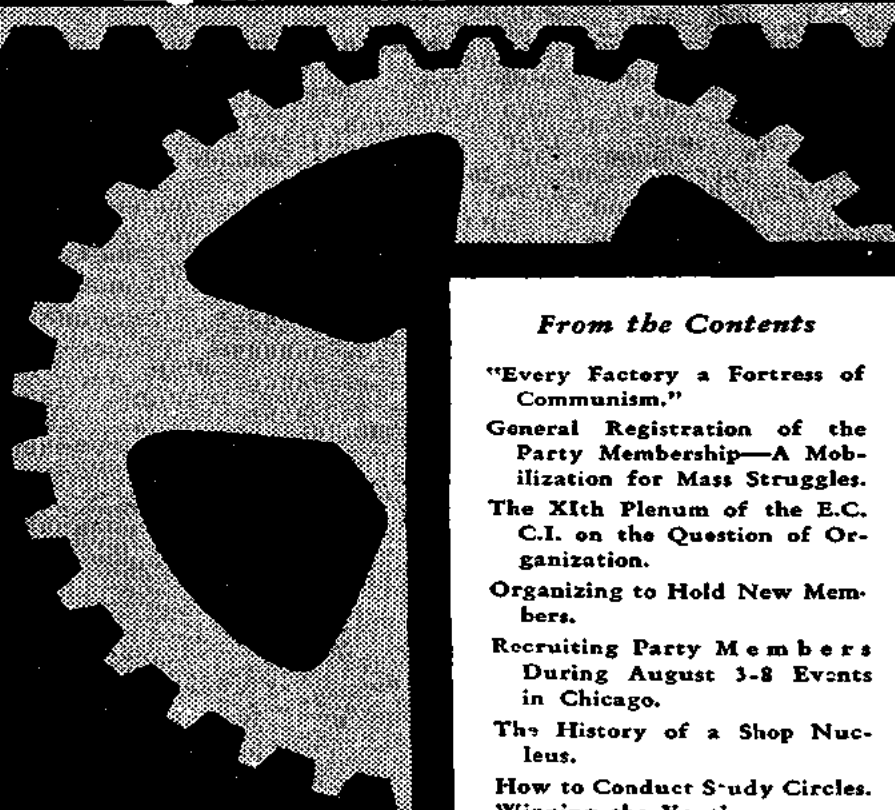 From the Contents
"Every Factory a Fortress of
Communism."
General Registration of the
Party Membership—A Mob-
ilization for Mass Struggles.
The XIth Plenum of the E.C.
C.I. on the Question of Or-
ganization.
Organizing to Hold New Mem-
bers.
Recruiting Party Members
During August 3-8 Events
in Chicago.
The History of a Shop Nuc-
leus.
How to Conduct Study Circles.